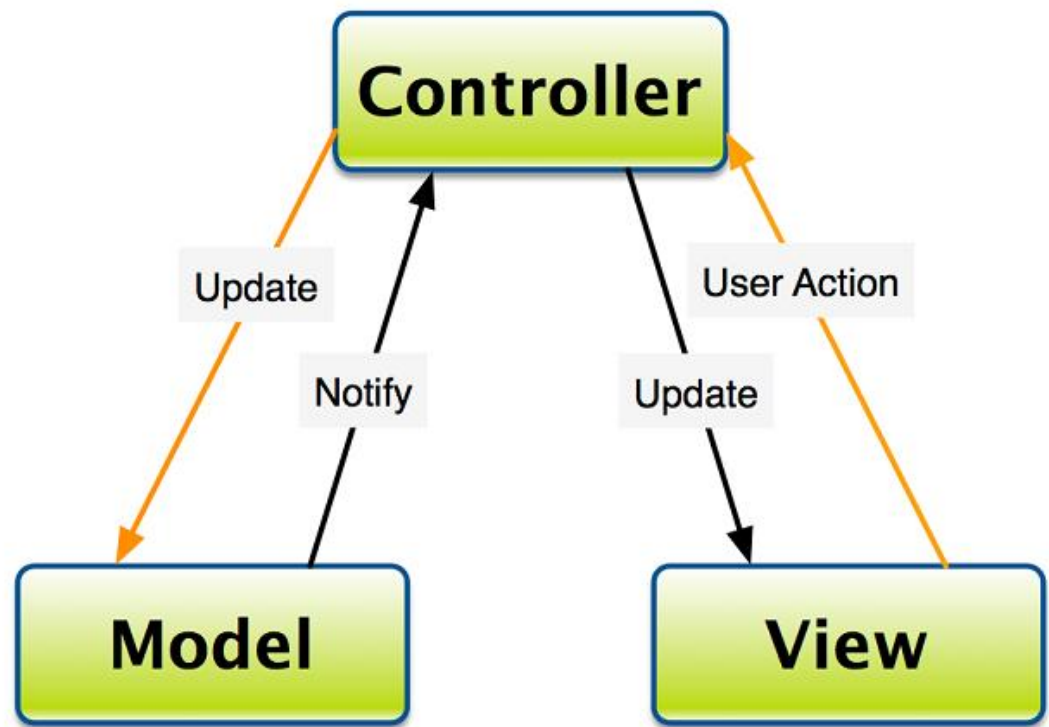 Controller
Update
User Action
Notify
Update
Model
View